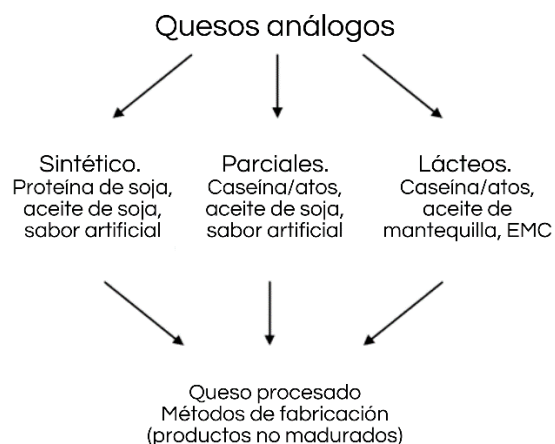 Quesos análogos
Sintético.
Proteína de soja,
aceite de soja,
sabor artificial
Parciales.
Caseína/atos,
aceite de soja,
sabor artificial
Lácteos.
Caseína/atos,
aceite de
mantequilla, EMC
Queso procesado
Métodos de fabricación
(productos no madurados)